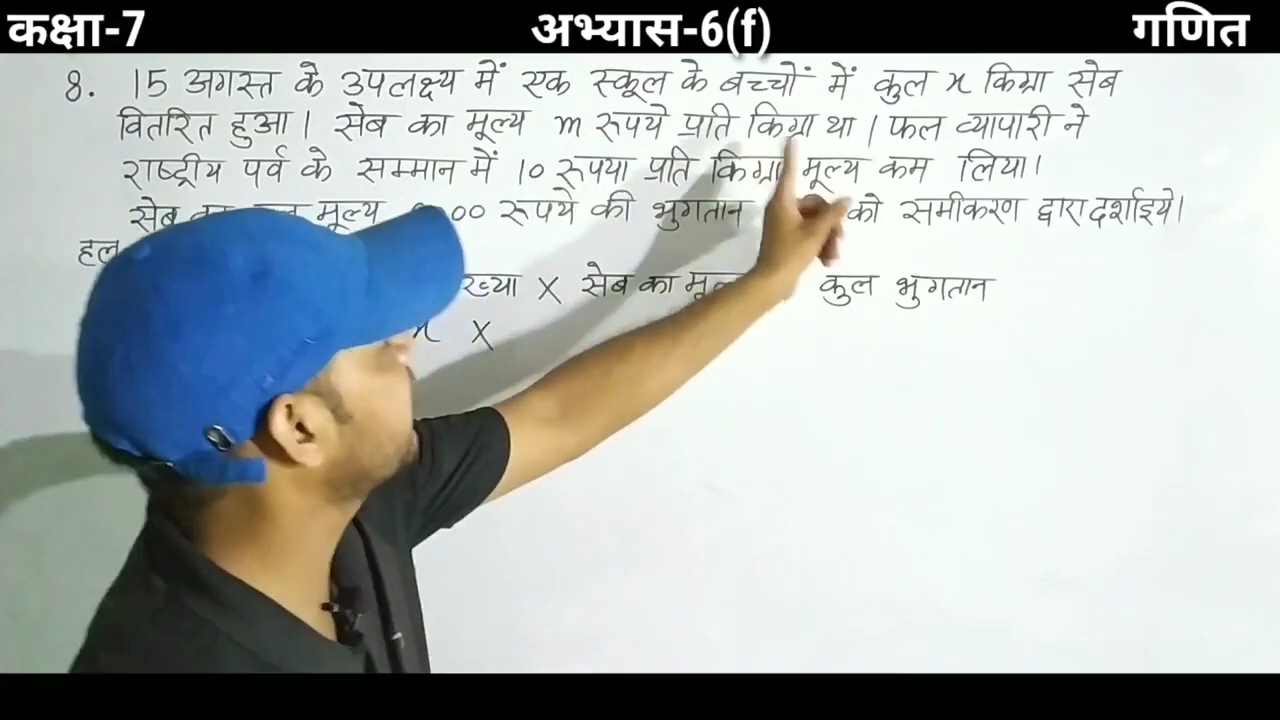 कक्षा-7 अभ्यास-6(f) गणित
8. 15 अगस्त के उपलक्ष्य में एक स्कूल के बच्चों में कुल x किग्रा सेब
वितरित हुआ। सेब का मूल्य m रूपये प्रति किग्रा था। फल व्यापारी ने
राष्ट्रीय पर्व के सम्मान में 10 रूपया प्रति किग्रा मूल्य कम लिया।
सेब मूल्य 00 रूपये की भुगतान को समीकरण द्वारा दर्शाइये।
हल
× सेब का कुल भुगतान
x ×